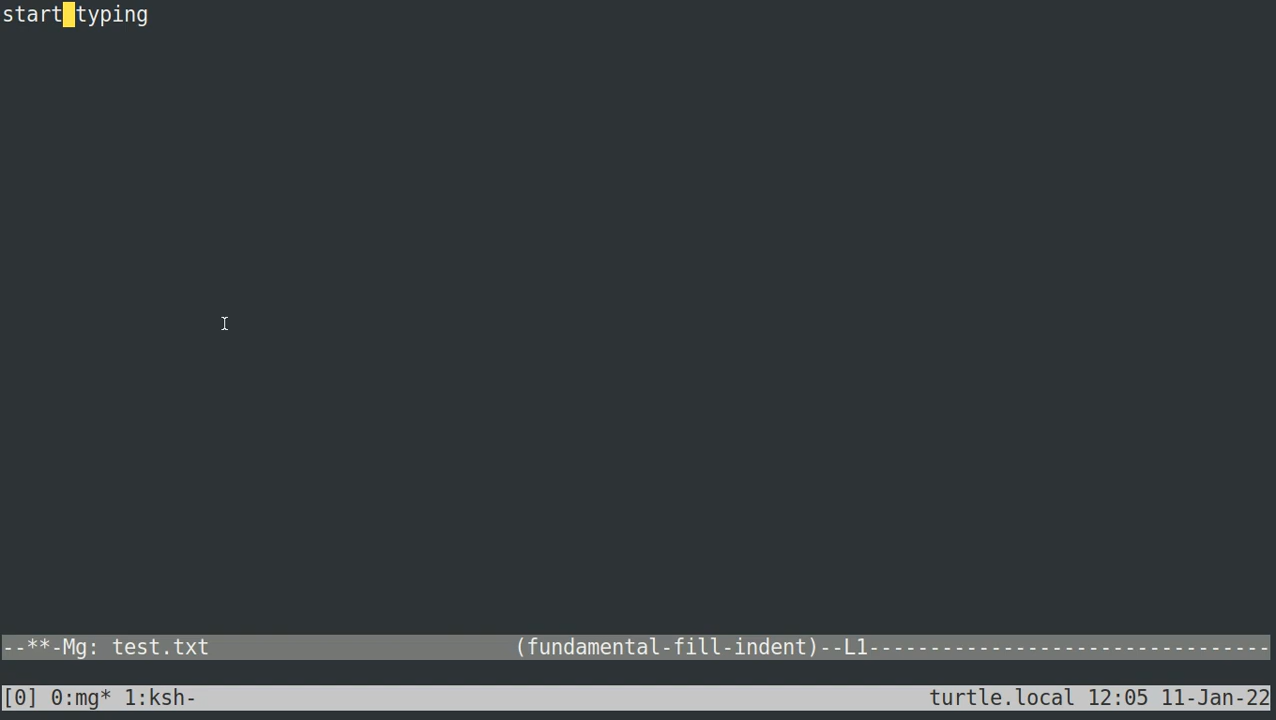 start typing
--**-Mg: test.txt (fundamental-fill-indent)--L1---------------------------------
[0] 0:mg* 1:ksh- turtle.local 12:05 11-Jan-22